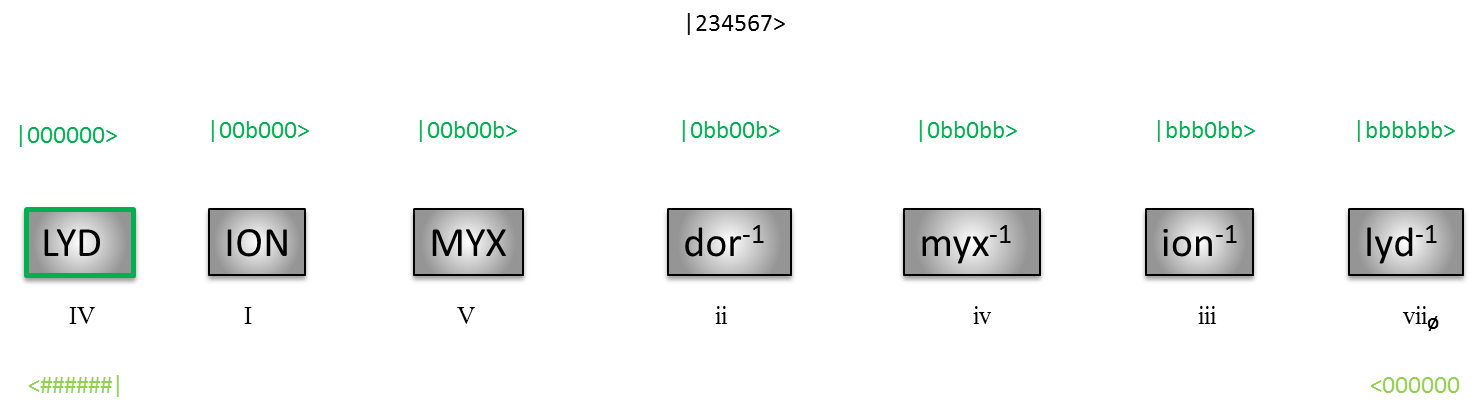 |234567>
|000000> |00b000> |00b00b> |0bb00b> |0bb0bb> |bbb0bb> |bbbbbb>
LYD ION MYX dor⁻¹ myx⁻¹ ion⁻¹ lyd⁻¹
IV I V ii iv iii viiø
<######| <000000